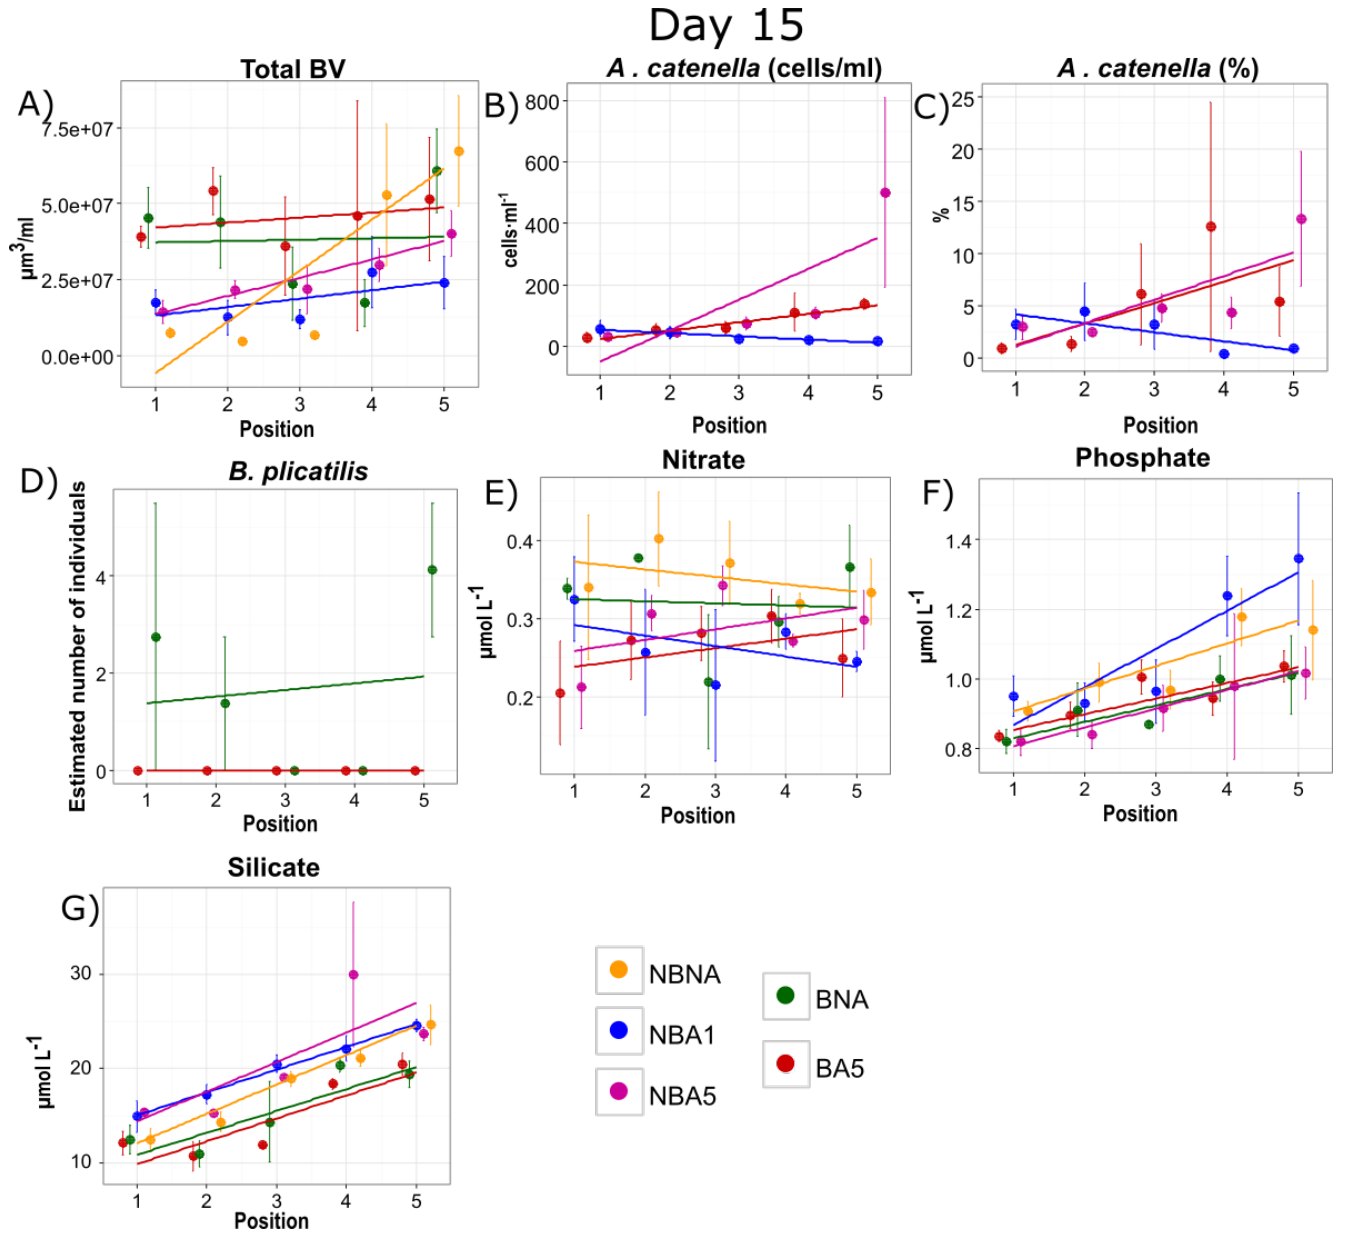 Day 15
A)
Total BV
µm³/ml
7.5e+07
5.0e+07
2.5e+07
0.0e+00
1 2 3 4 5
Position
B)
A . catenella (cells/ml)
cells·ml⁻¹
800
600
400
200
0
1 2 3 4 5
Position
C)
A . catenella (%)
%
25
20
15
10
5
0
1 2 3 4 5
Position
D)
B. plicatilis
Estimated number of individuals
4
2
0
1 2 3 4 5
Position
E)
Nitrate
µmol L⁻¹
0.4
0.3
0.2
1 2 3 4 5
Position
F)
Phosphate
µmol L⁻¹
1.4
1.2
1.0
0.8
1 2 3 4 5
Position
G)
Silicate
µmol L⁻¹
30
20
10
1 2 3 4 5
Position
NBNA
NBA1
NBA5
BNA
BA5